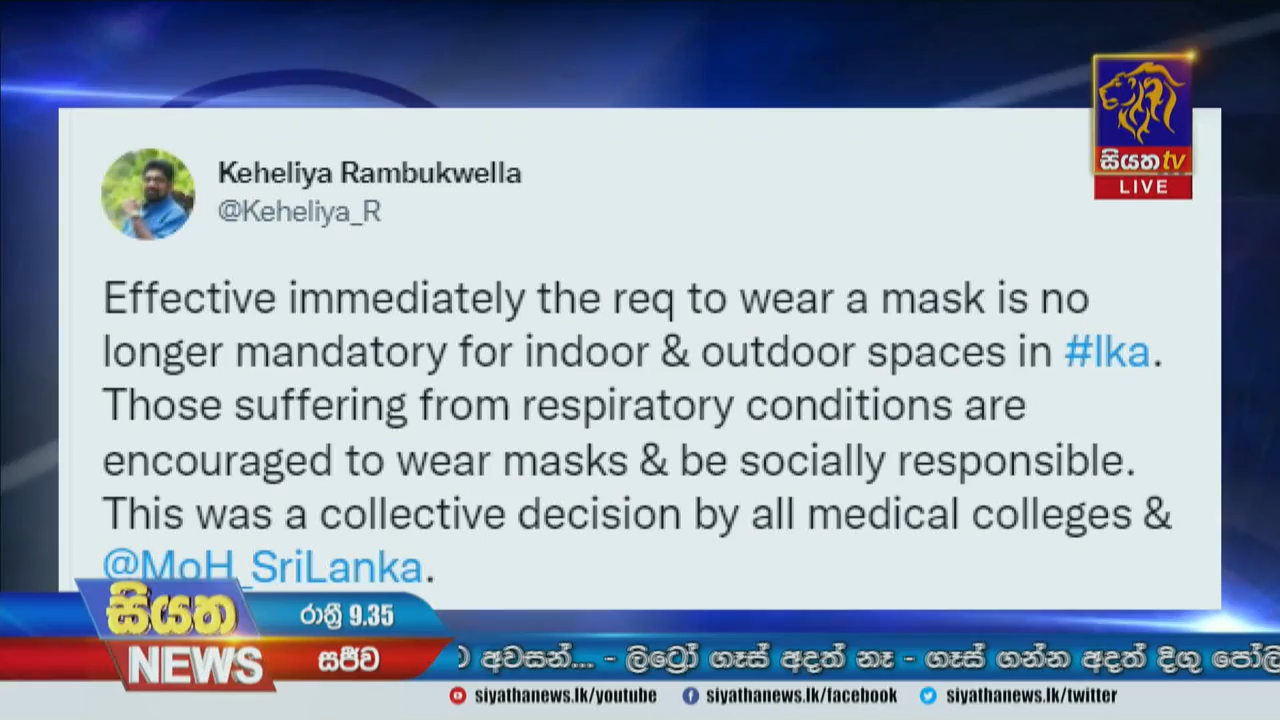 සියත tv
LIVE
Keheliya Rambukwella
@Keheliya_R
Effective immediately the req to wear a mask is no
longer mandatory for indoor & outdoor spaces in #lka.
Those suffering from respiratory conditions are
encouraged to wear masks & be socially responsible.
This was a collective decision by all medical colleges &
@MoH_SriLanka.
සියත
NEWS
රාත්‍රී 9.35
සජීව
අවසන්... - ලිට්‍රෝ ගෑස් අදත් නෑ - ගෑස් ගන්න අදත් දිගු පෝලි
siyathanews.lk/youtube siyathanews.lk/facebook siyathanews.lk/twitter